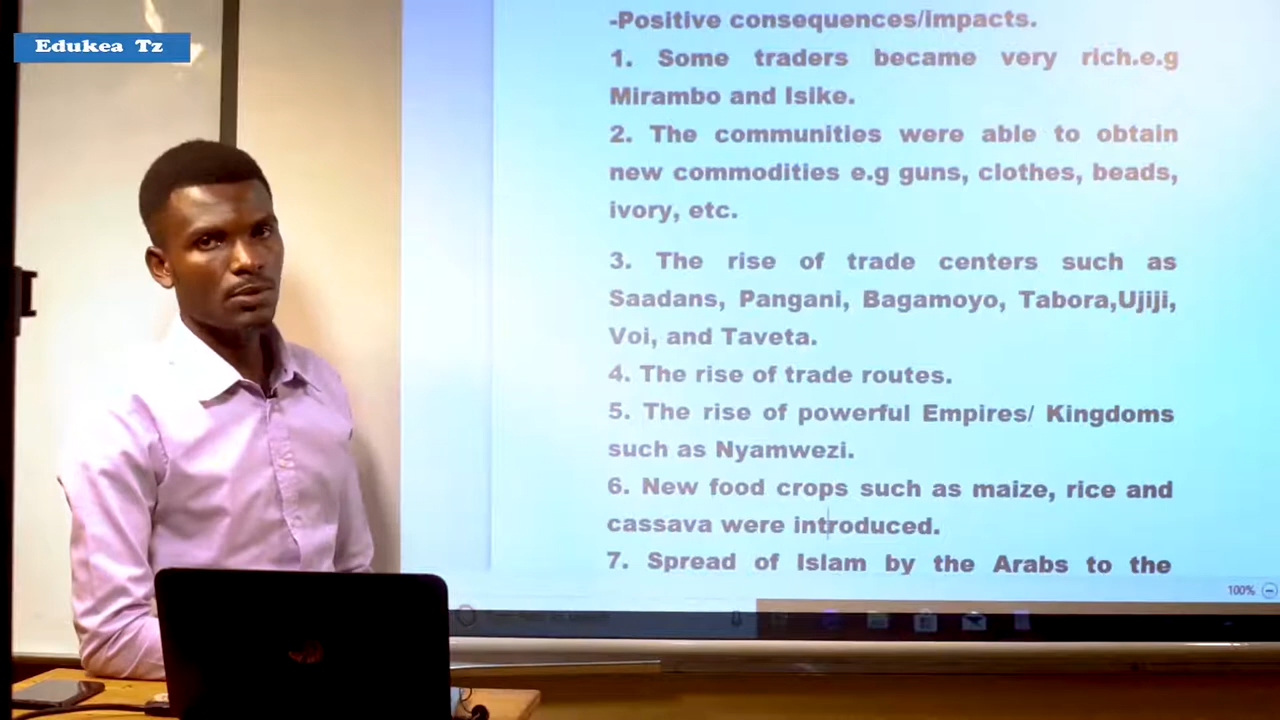 Edukea Tz
-Positive consequences/impacts.
1. Some traders became very rich.e.g
Mirambo and Isike.
2. The communities were able to obtain
new commodities e.g guns, clothes, beads,
ivory, etc.
3. The rise of trade centers such as
Saadans, Pangani, Bagamoyo, Tabora,Ujiji,
Voi, and Taveta.
4. The rise of trade routes.
5. The rise of powerful Empires/ Kingdoms
such as Nyamwezi.
6. New food crops such as maize, rice and
cassava were introduced.
7. Spread of Islam by the Arabs to the
100%